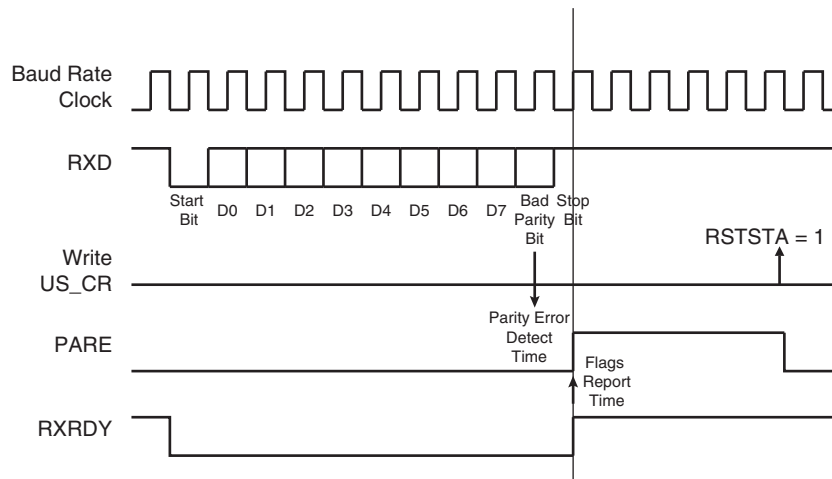 Baud Rate
Clock
RXD
Start
Bit
D0
D1
D2
D3
D4
D5
D6
D7
Bad
Parity
Bit
Stop
Bit
Write
US_CR
RSTSTA = 1
Parity Error
Detect
Time
PARE
Flags
Report
Time
RXRDY